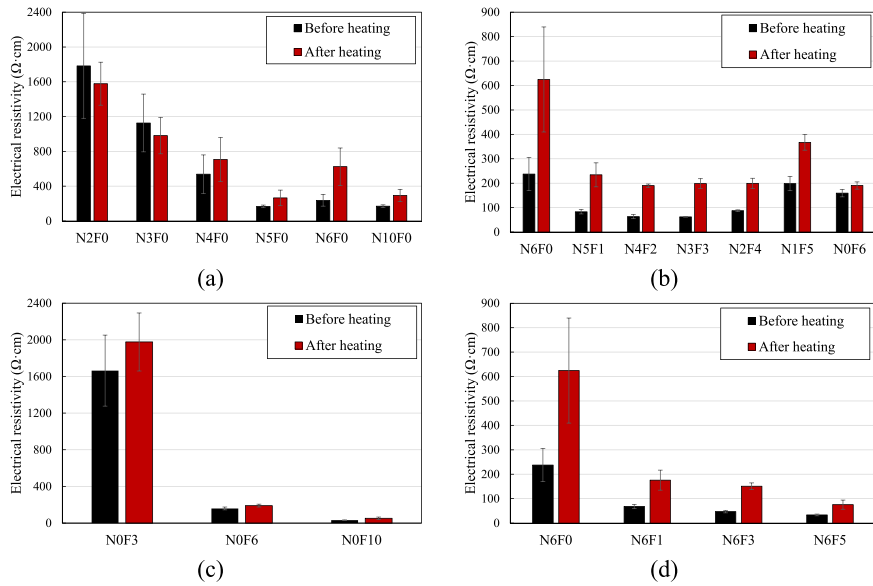 2400
2000
1600
1200
800
400
0
Electrical resistivity (Ω·cm)
Before heating
After heating
N2F0 N3F0 N4F0 N5F0 N6F0 N10F0
(a)
900
800
700
600
500
400
300
200
100
0
Electrical resistivity (Ω·cm)
Before heating
After heating
N6F0 N5F1 N4F2 N3F3 N2F4 N1F5 N0F6
(b)
2400
2000
1600
1200
800
400
0
Electrical resistivity (Ω·cm)
Before heating
After heating
N0F3 N0F6 N0F10
(c)
900
800
700
600
500
400
300
200
100
0
Electrical resistivity (Ω·cm)
Before heating
After heating
N6F0 N6F1 N6F3 N6F5
(d)